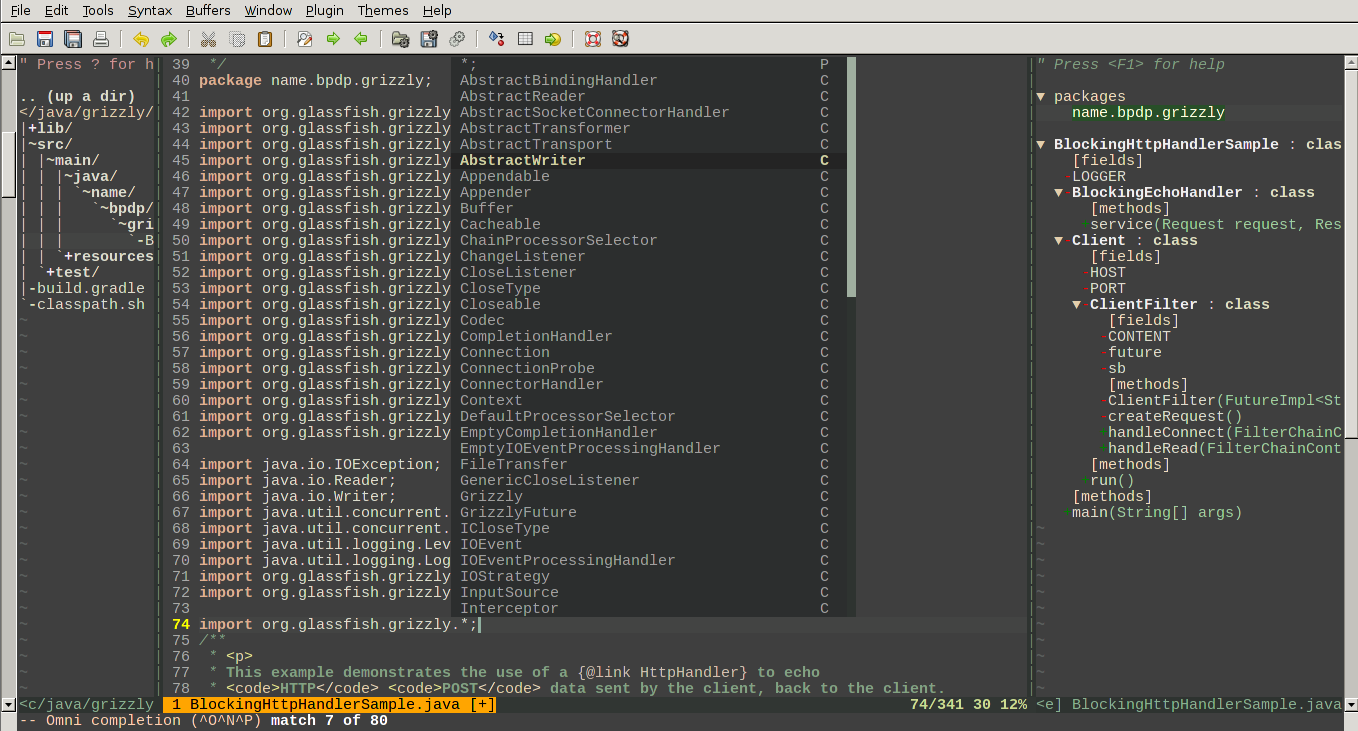 File Edit Tools Syntax Buffers Window Plugin Themes Help
" Press ? for h
.. (up a dir)
</java/grizzly/
|+lib/
|~src/
| |~main/
| | |~java/
| | | `~name/
| | |   `~bpdp/
| | |     `~gri
| | |       `-B
| | `+resources
| `+test/
|-build.gradle
`-classpath.sh
39  */
40 package name.bpdp.grizzly;
41
42 import org.glassfish.grizzly
43 import org.glassfish.grizzly
44 import org.glassfish.grizzly
45 import org.glassfish.grizzly
46 import org.glassfish.grizzly
47 import org.glassfish.grizzly
48 import org.glassfish.grizzly
49 import org.glassfish.grizzly
50 import org.glassfish.grizzly
51 import org.glassfish.grizzly
52 import org.glassfish.grizzly
53 import org.glassfish.grizzly
54 import org.glassfish.grizzly
55 import org.glassfish.grizzly
56 import org.glassfish.grizzly
57 import org.glassfish.grizzly
58 import org.glassfish.grizzly
59 import org.glassfish.grizzly
60 import org.glassfish.grizzly
61 import org.glassfish.grizzly
62 import org.glassfish.grizzly
63
64 import java.io.IOException;
65 import java.io.Reader;
66 import java.io.Writer;
67 import java.util.concurrent.
68 import java.util.concurrent.
69 import java.util.logging.Lev
70 import java.util.logging.Log
71 import org.glassfish.grizzly
72 import org.glassfish.grizzly
73
74 import org.glassfish.grizzly.*;
75 /**
76  * <p>
77  * This example demonstrates the use of a {@link HttpHandler} to echo
78  * <code>HTTP</code> <code>POST</code> data sent by the client, back to the client.
*; P
AbstractBindingHandler C
AbstractReader C
AbstractSocketConnectorHandler C
AbstractTransformer C
AbstractTransport C
AbstractWriter C
Appendable C
Appender C
Buffer C
Cacheable C
ChainProcessorSelector C
ChangeListener C
CloseListener C
CloseType C
Closeable C
Codec C
CompletionHandler C
Connection C
ConnectionProbe C
ConnectorHandler C
Context C
DefaultProcessorSelector C
EmptyCompletionHandler C
EmptyIOEventProcessingHandler C
FileTransfer C
GenericCloseListener C
Grizzly C
GrizzlyFuture C
ICloseType C
IOEvent C
IOEventProcessingHandler C
IOStrategy C
InputSource C
Interceptor C
" Press <F1> for help
▼ packages
name.bpdp.grizzly
▼ BlockingHttpHandlerSample : clas
[fields]
-LOGGER
▼-BlockingEchoHandler : class
[methods]
+service(Request request, Res
▼-Client : class
[fields]
-HOST
-PORT
▼-ClientFilter : class
[fields]
-CONTENT
-future
-sb
[methods]
-ClientFilter(FutureImpl<St
-createRequest()
+handleConnect(FilterChainC
+handleRead(FilterChainCont
[methods]
+run()
[methods]
+main(String[] args)
<c/java/grizzly 1 BlockingHttpHandlerSample.java [+] 74/341 30 12% <e] BlockingHttpHandlerSample.java
-- Omni completion (^O^N^P) match 7 of 80